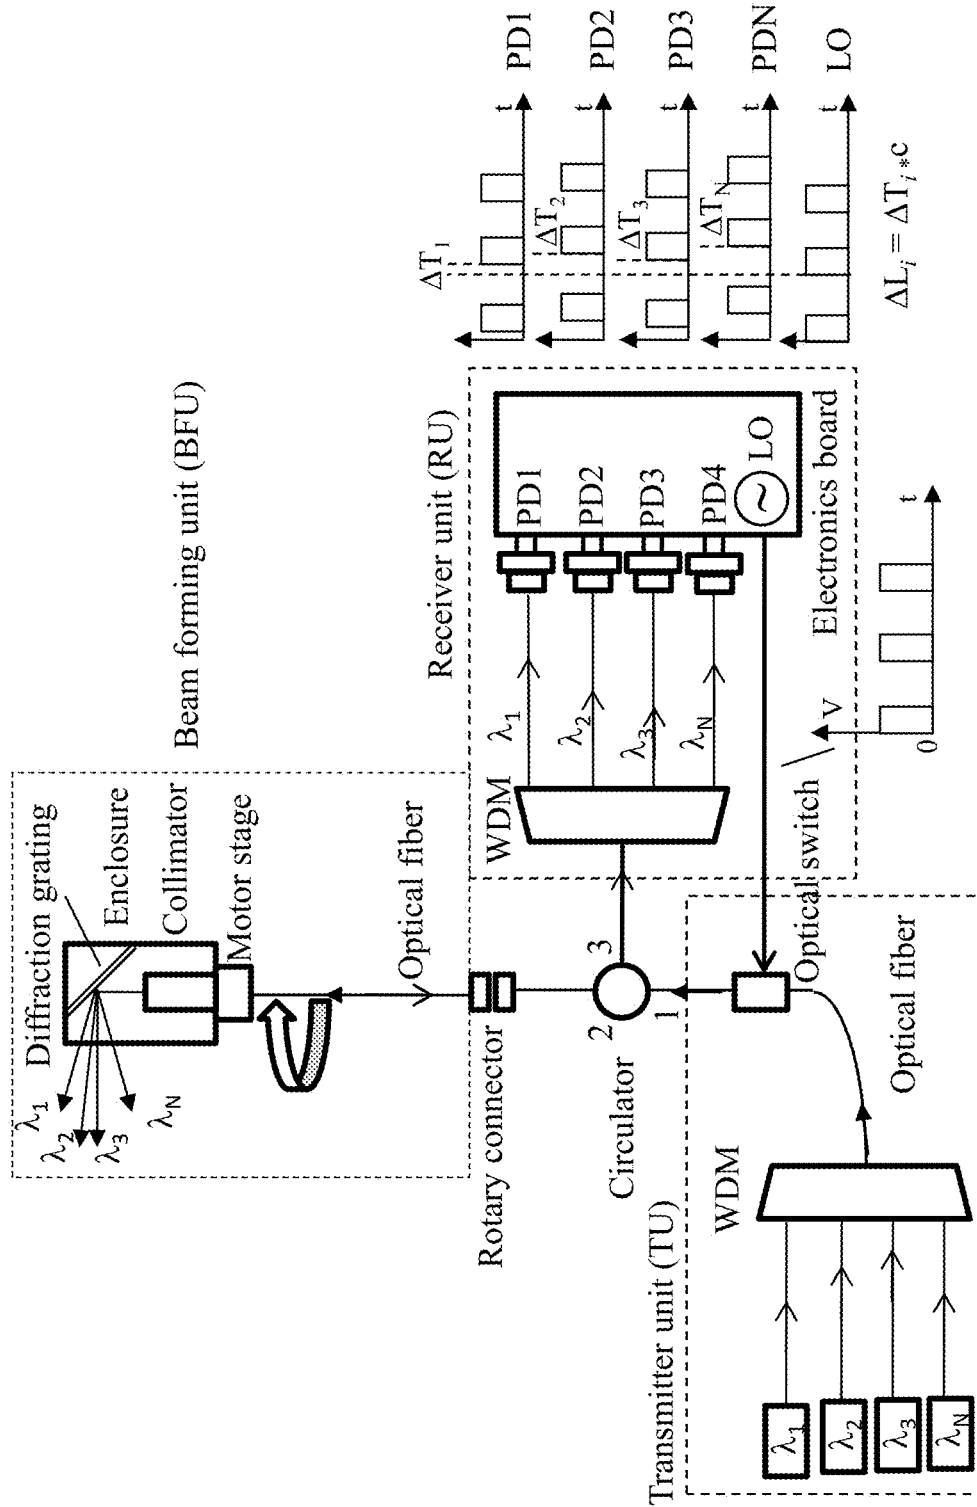 Beam forming unit (BFU)
Diffraction grating
Enclosure
Collimator
Motor stage
λ1
λ2
λ3
λN
Optical fiber
Rotary connector
Receiver unit (RU)
WDM
λ1
λ2
λ3
λN
PD1
PD2
PD3
PD4
LO
Electronics board
Circulator
1
2
3
Transmitter unit (TU)
WDM
λ1
λ2
λ3
λN
Optical fiber
Optical switch
V
0
t
ΔT1
t
PD1
ΔT2
t
PD2
ΔT3
t
PD3
ΔTN
t
PDN
t
LO
ΔLi = ΔTi*c